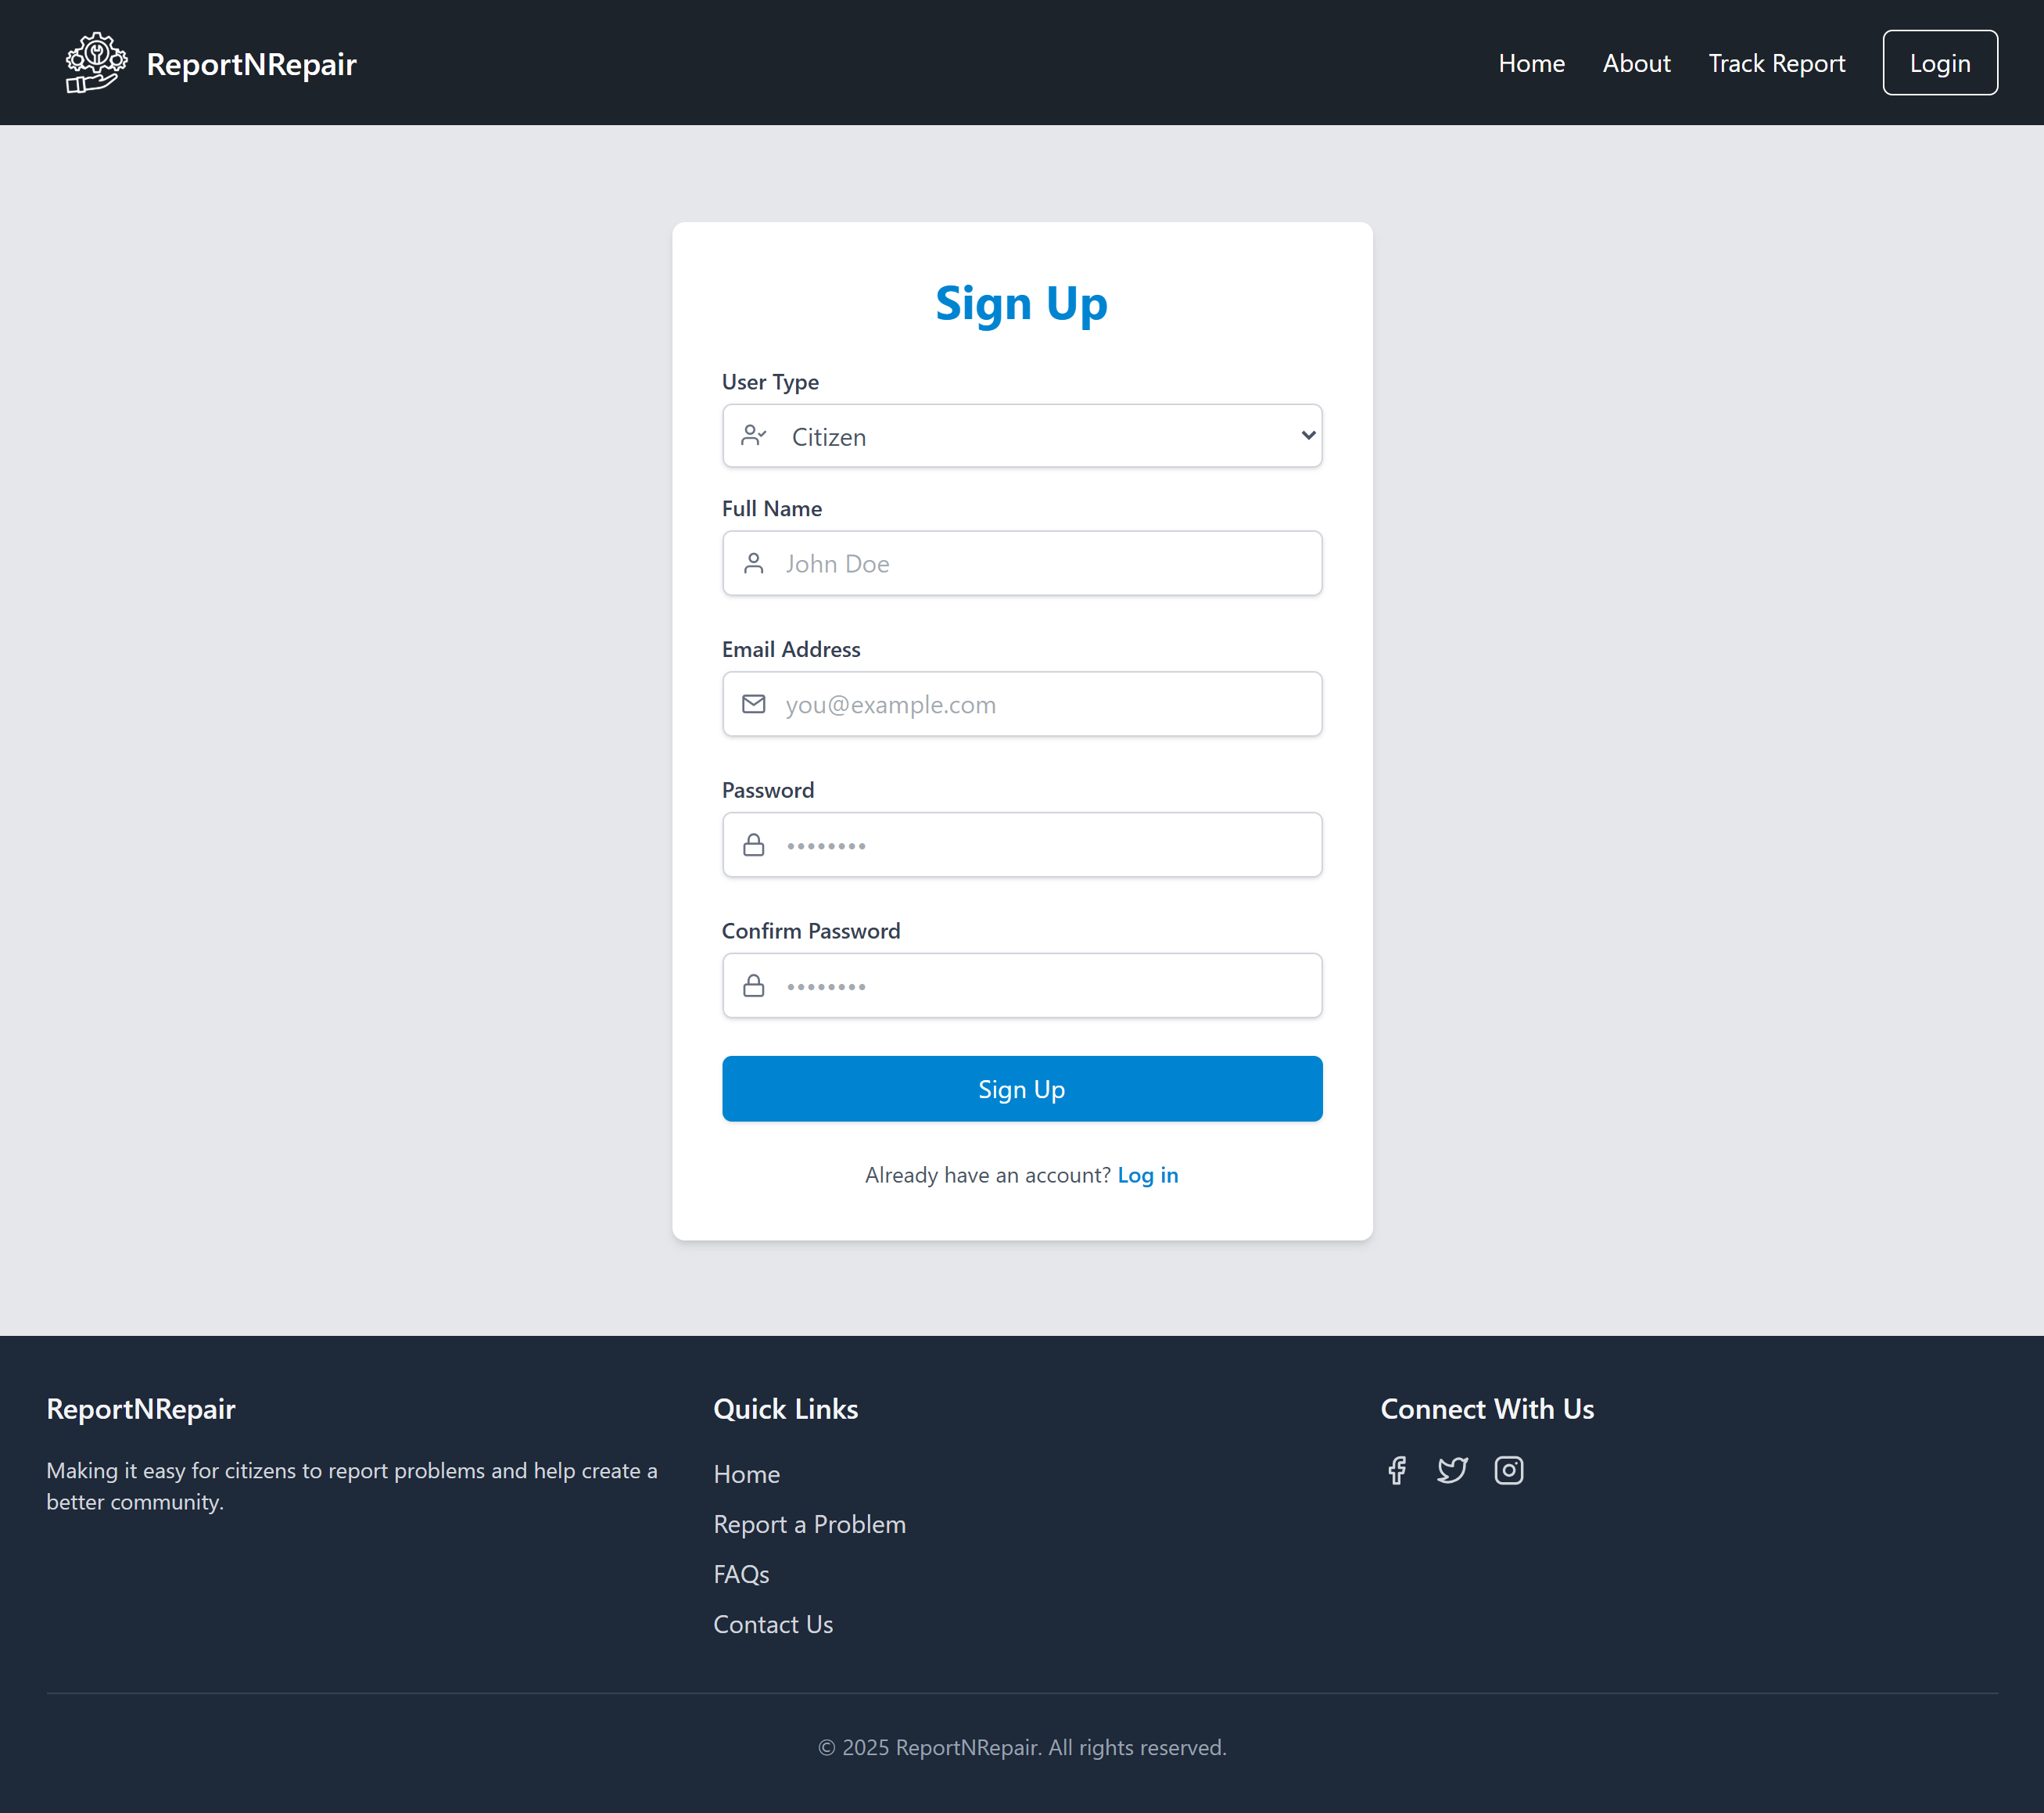 ReportNRepair
Home About Track Report Login
Sign Up
User Type
Citizen
Full Name
John Doe
Email Address
you@example.com
Password
••••••••
Confirm Password
••••••••
Sign Up
Already have an account? Log in
ReportNRepair
Making it easy for citizens to report problems and help create a
better community.
Quick Links
Home
Report a Problem
FAQs
Contact Us
Connect With Us
© 2025 ReportNRepair. All rights reserved.